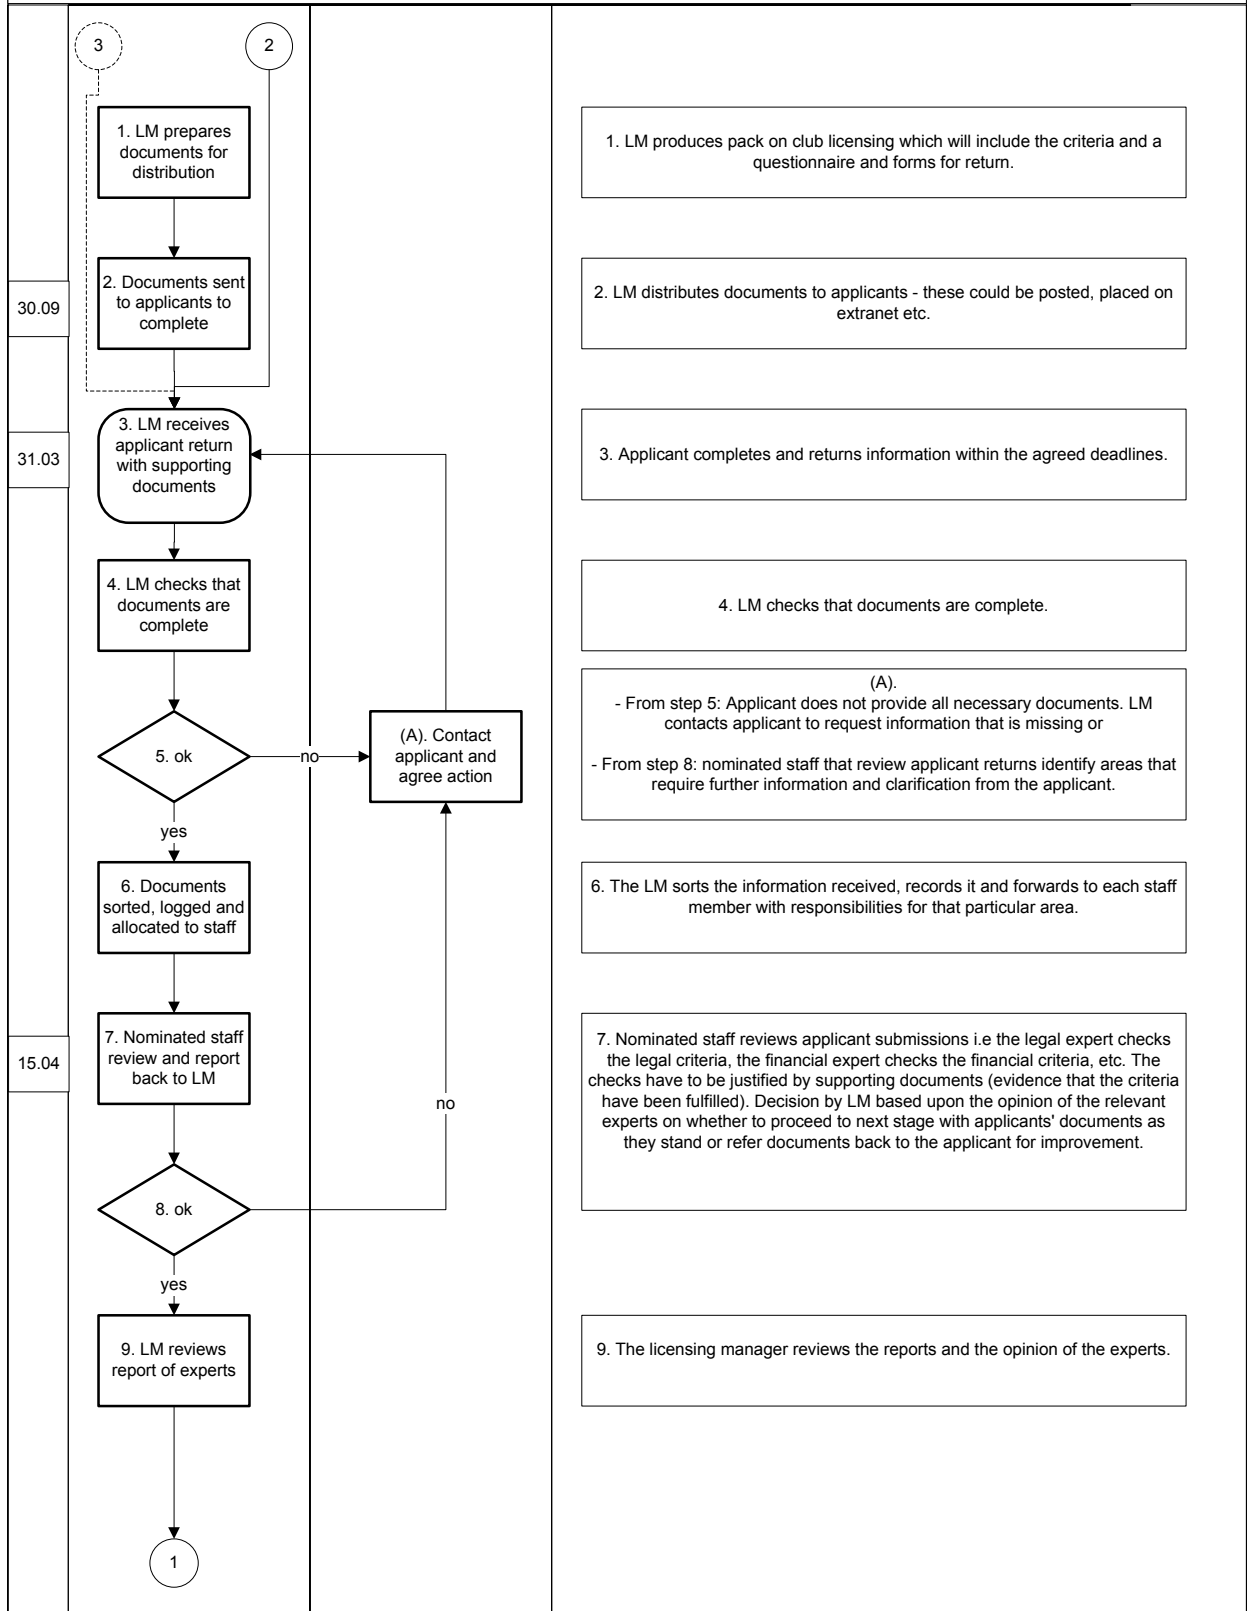 3
2
1. LM prepares
documents for
distribution
1. LM produces pack on club licensing which will include the criteria and a
questionnaire and forms for return.
30.09
2. Documents sent
to applicants to
complete
2. LM distributes documents to applicants - these could be posted, placed on
extranet etc.
31.03
3. LM receives
applicant return
with supporting
documents
3. Applicant completes and returns information within the agreed deadlines.
4. LM checks that
documents are
complete
4. LM checks that documents are complete.
5. ok
no
(A). Contact
applicant and
agree action
(A).
- From step 5: Applicant does not provide all necessary documents. LM
contacts applicant to request information that is missing or
- From step 8: nominated staff that review applicant returns identify areas that
require further information and clarification from the applicant.
yes
6. Documents
sorted, logged and
allocated to staff
6. The LM sorts the information received, records it and forwards to each staff
member with responsibilities for that particular area.
15.04
7. Nominated staff
review and report
back to LM
no
7. Nominated staff reviews applicant submissions i.e the legal expert checks
the legal criteria, the financial expert checks the financial criteria, etc. The
checks have to be justified by supporting documents (evidence that the criteria
have been fulfilled). Decision by LM based upon the opinion of the relevant
experts on whether to proceed to next stage with applicants' documents as
they stand or refer documents back to the applicant for improvement.
8. ok
yes
9. LM reviews
report of experts
9. The licensing manager reviews the reports and the opinion of the experts.
1